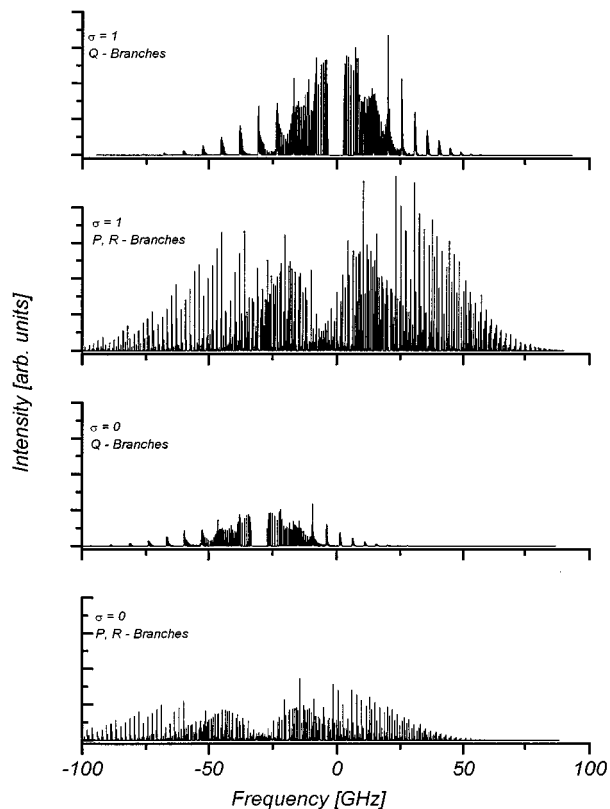 σ = 1
Q - Branches
σ = 1
P, R - Branches
Intensity [arb. units]
σ = 0
Q - Branches
σ = 0
P, R - Branches
-100 -50 0 50 100
Frequency [GHz]